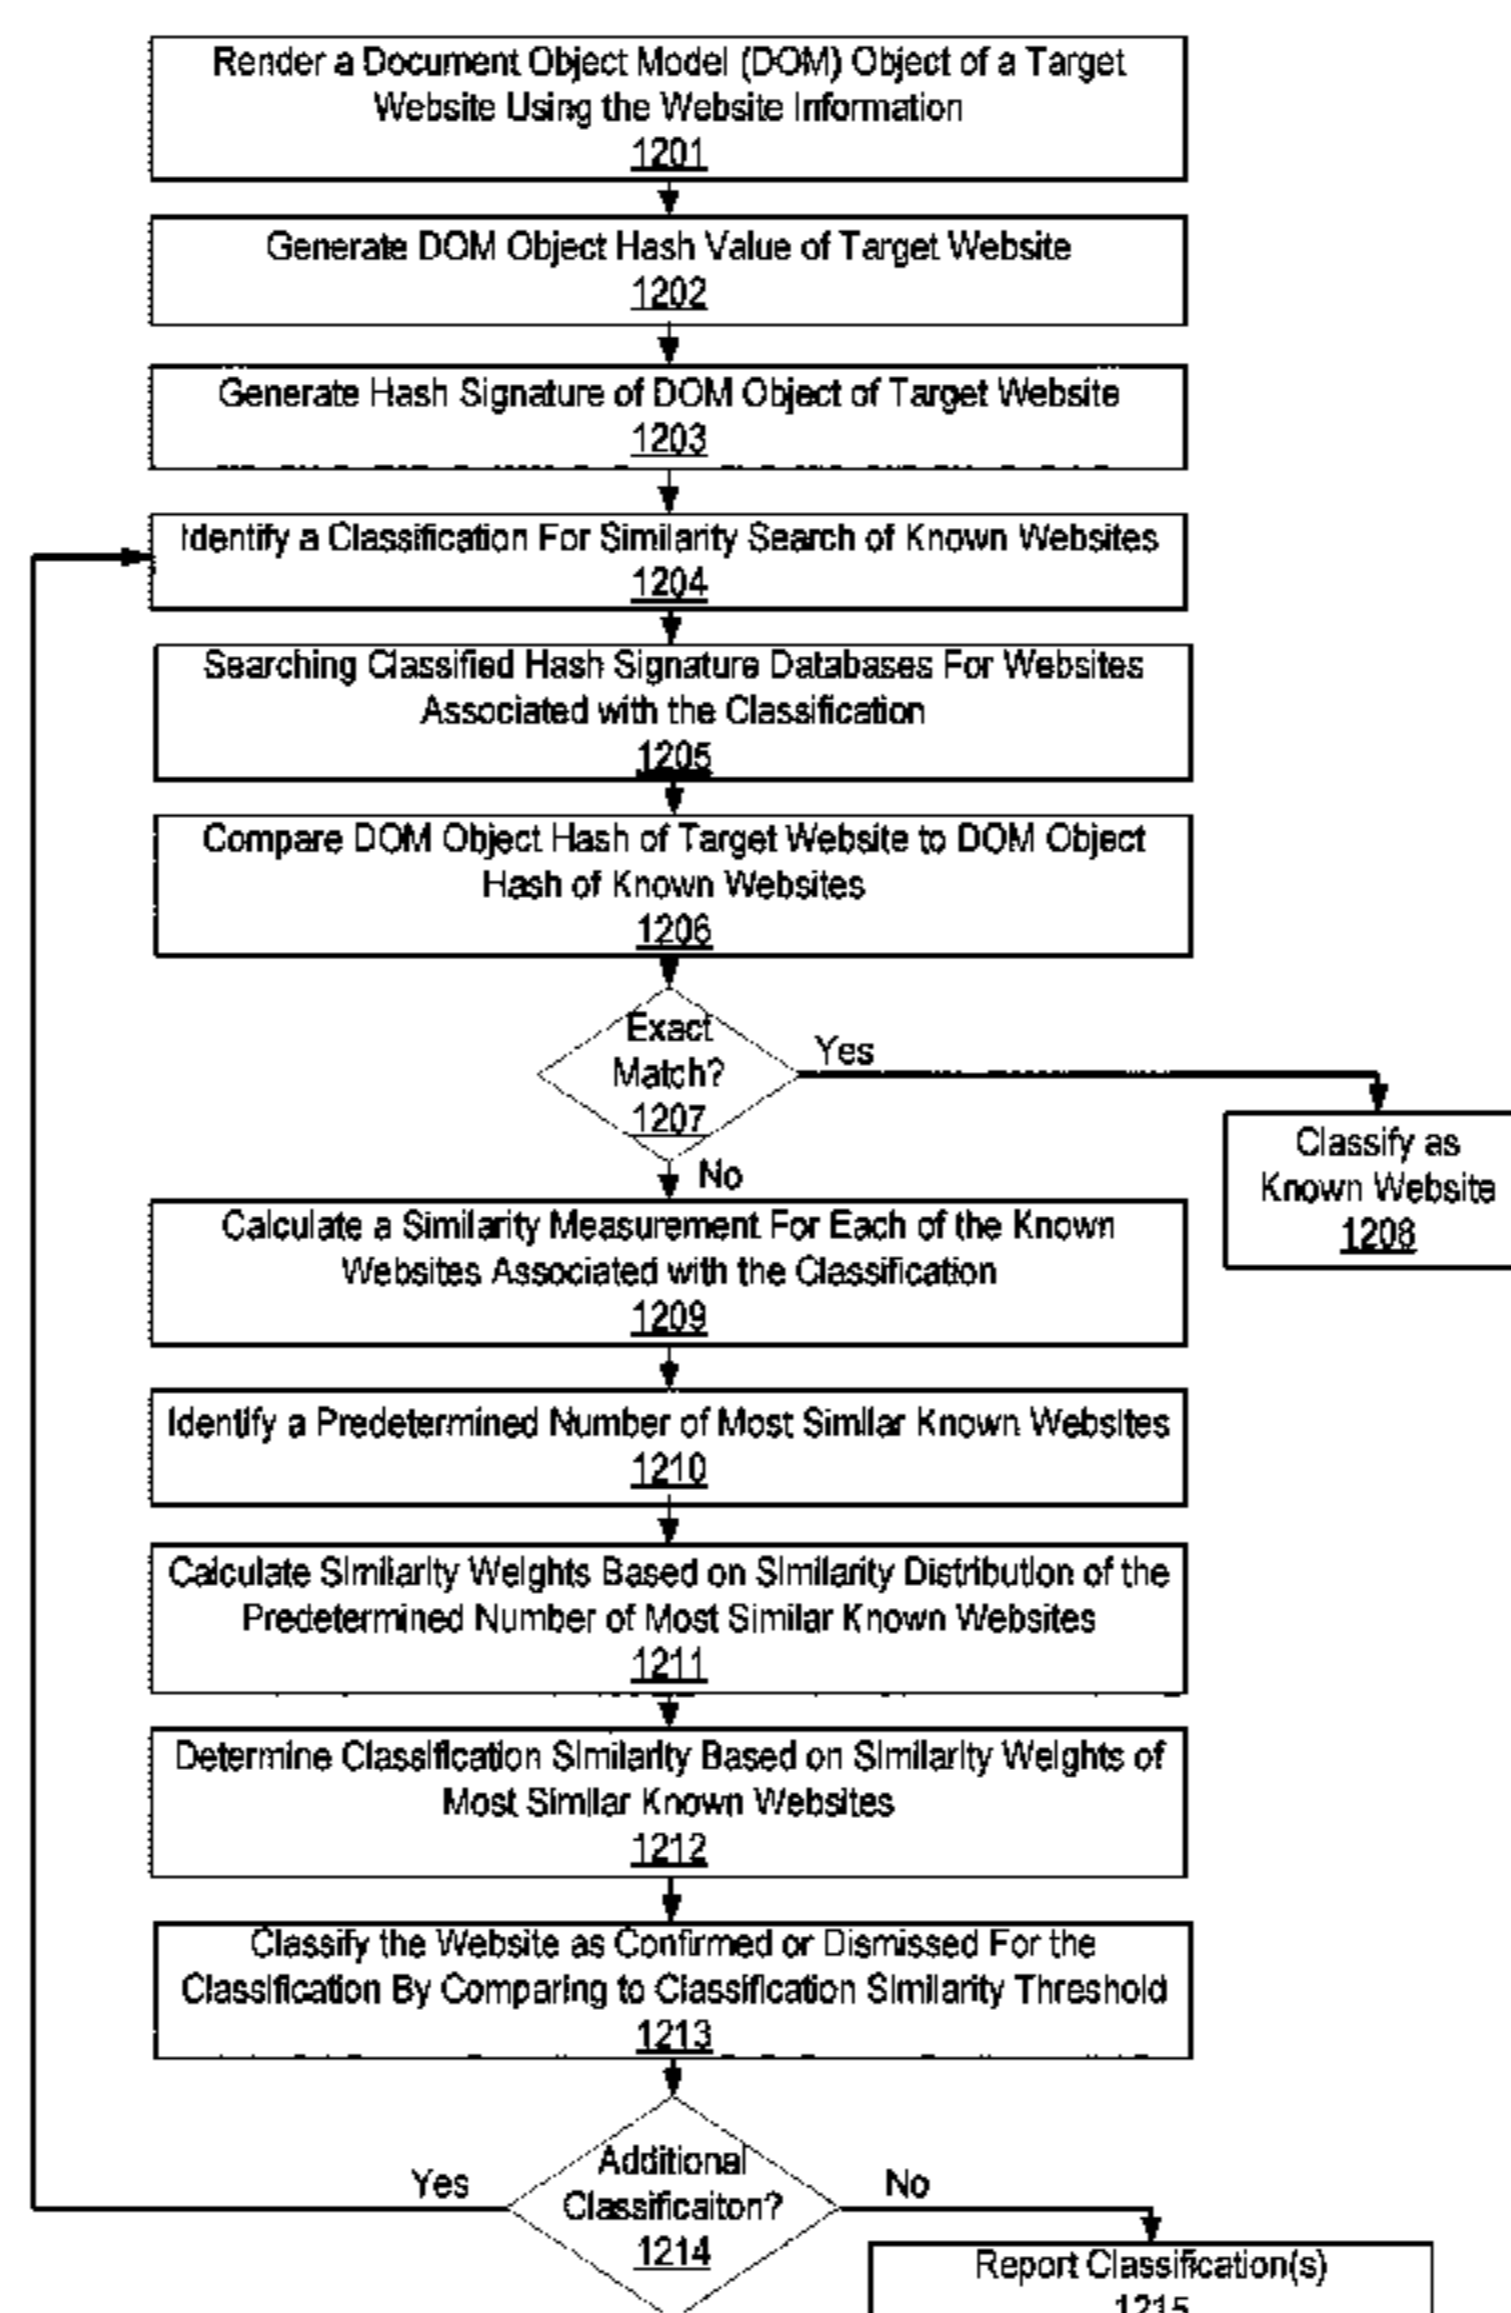 Render a Document Object Model (DOM) Object of a Target
Website Using the Website Information
1201
Generate DOM Object Hash Value of Target Website
1202
Generate Hash Signature of DOM Object of Target Website
1203
Identify a Classification For Similarity Search of Known Websites
1204
Searching Classified Hash Signature Databases For Websites
Associated with the Classification
1205
Compare DOM Object Hash of Target Website to DOM Object
Hash of Known Websites
1206
Exact
Match?
1207
Yes
No
Classify as
Known Website
1208
Calculate a Similarity Measurement For Each of the Known
Websites Associated with the Classification
1209
Identify a Predetermined Number of Most Similar Known Websites
1210
Calculate Similarity Weights Based on Similarity Distribution of the
Predetermined Number of Most Similar Known Websites
1211
Determine Classification Similarity Based on Similarity Weights of
Most Similar Known Websites
1212
Classify the Website as Confirmed or Dismissed For the
Classification By Comparing to Classification Similarity Threshold
1213
Additional
Classificaiton?
1214
Yes
No
Report Classification(s)
1215